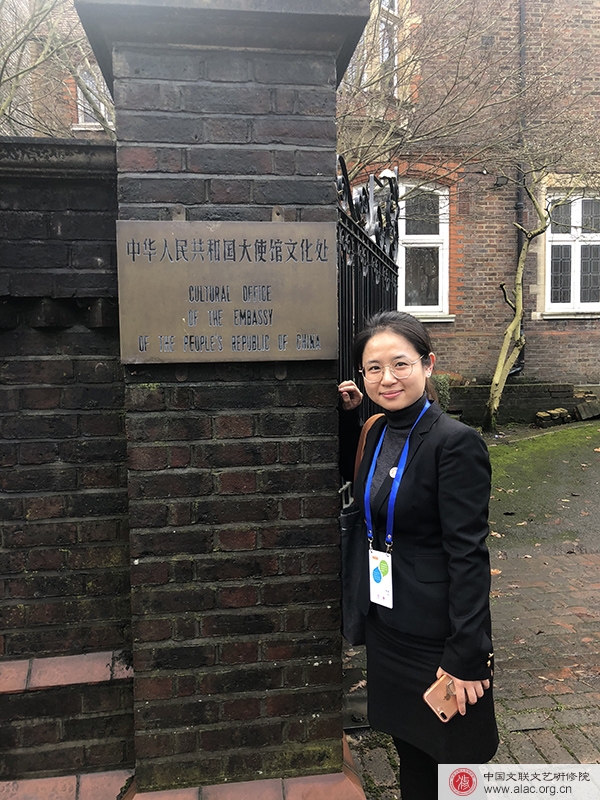 中华人民共和国大使馆文化处
CULTURAL OFFICE
OF THE EMBASSY
OF THE PEOPLE'S REPUBLIC OF CHINA
中国文联文艺研修院
www.alac.org.cn